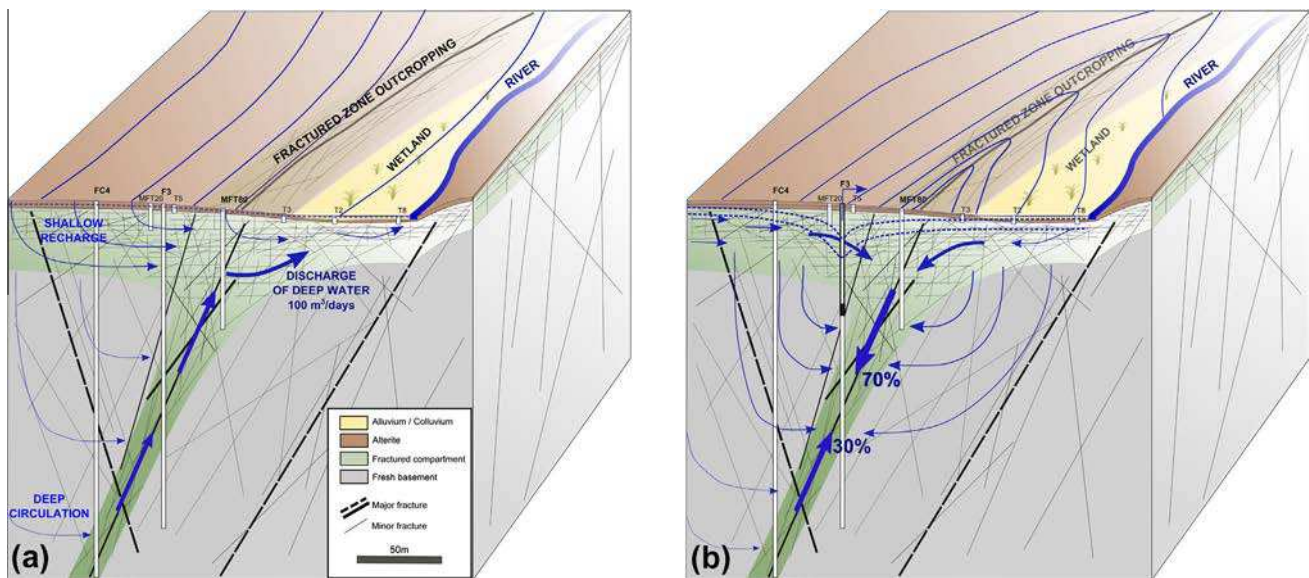 FRACTURED ZONE OUTCROPPING
WETLAND
RIVER
FC4
F3
MFT20
T5
MFT80
T3
T2
T8
SHALLOW
RECHARGE
DISCHARGE
OF DEEP WATER
100 m³/days
DEEP
CIRCULATION
Alluvium / Colluvium
Alterite
Fractured compartment
Fresh basement
Major fracture
Minor fracture
50m
(a)
FRACTURED ZONE OUTCROPPING
WETLAND
RIVER
FC4
F3
MFT20
T5
MFT80
T3
T2
T8
70%
30%
(b)